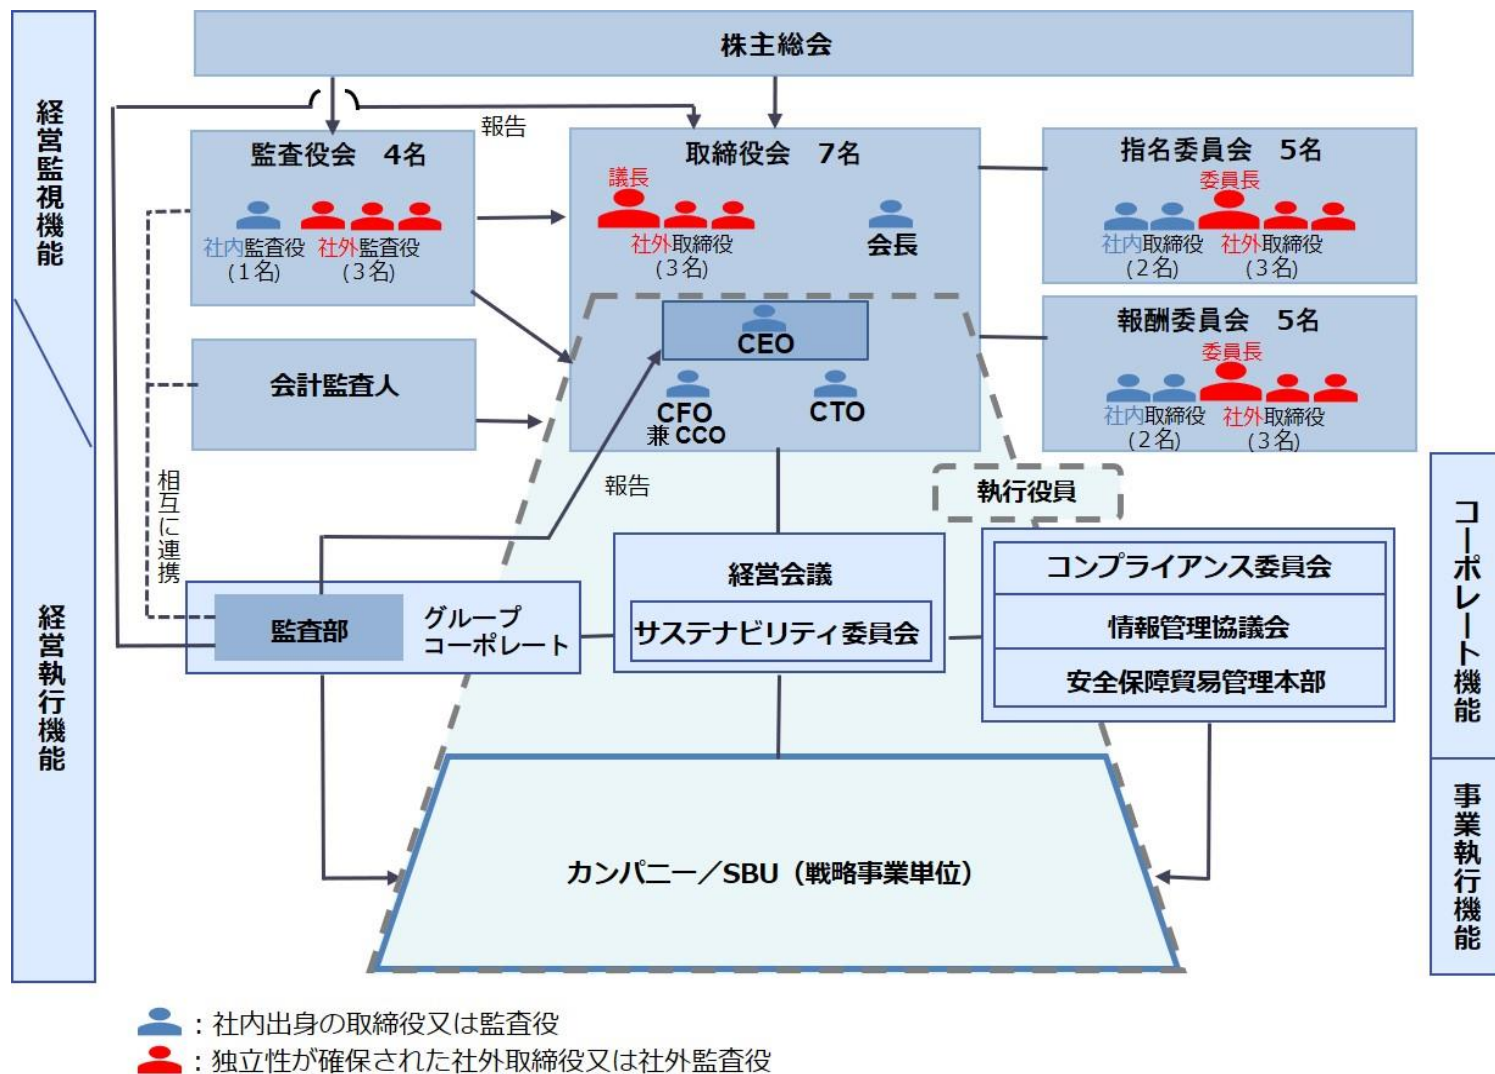 株主総会
経営監視機能
報告
監査役会　4名
社内監査役
(1名)
社外監査役
(3名)
取締役会　7名
議長
社外取締役
(3名)
会長
CEO
CFO
兼 CCO
CTO
指名委員会　5名
委員長
社内取締役
(2名)
社外取締役
(3名)
報酬委員会　5名
委員長
社内取締役
(2名)
社外取締役
(3名)
会計監査人
相互に連携
報告
執行役員
経営執行機能
監査部
グループ
コーポレート
経営会議
サステナビリティ委員会
コンプライアンス委員会
情報管理協議会
安全保障貿易管理本部
コーポレート機能
カンパニー／SBU（戦略事業単位）
事業執行機能
：社内出身の取締役又は監査役
：独立性が確保された社外取締役又は社外監査役